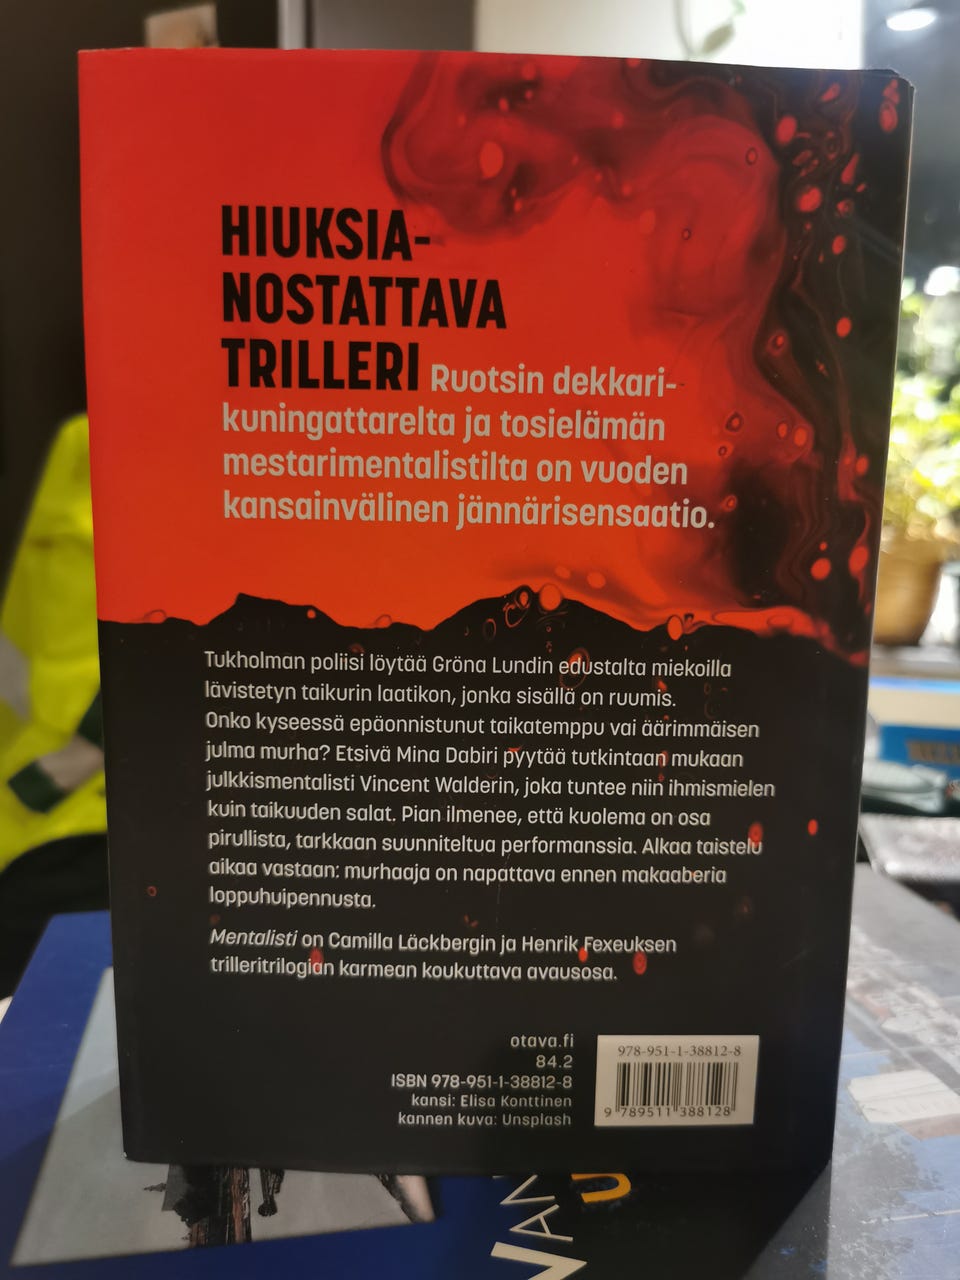 HIUKSIA-
NOSTATTAVA
TRILLERI Ruotsin dekkari-
kuningattarelta ja tosielämän
mestarimentalistilta on vuoden
kansainvälinen jännärisensaatio.
Tukholman poliisi löytää Gröna Lundin edustalta miekoilla
lävistetyn taikurin laatikon, jonka sisällä on ruumis.
Onko kyseessä epäonnistunut taikatemppu vai äärimmäisen
julma murha? Etsivä Mina Dabiri pyytää tutkintaan mukaan
julkkismentalisti Vincent Walderin, joka tuntee niin ihmismielen
kuin taikuuden salat. Pian ilmenee, että kuolema on osa
pirullista, tarkkaan suunniteltua performanssia. Alkaa taistelu
aikaa vastaan: murhaaja on napattava ennen makaaberia
loppuhuipennusta.
Mentalisti on Camilla Läckbergin ja Henrik Fexeuksen
trilleritrilogian karmean koukuttava avausosa.
otava.fi
84.2
ISBN 978-951-1-38812-8
kansi: Elisa Konttinen
kannen kuva: Unsplash
978-951-1-38812-8
9 789511 388128